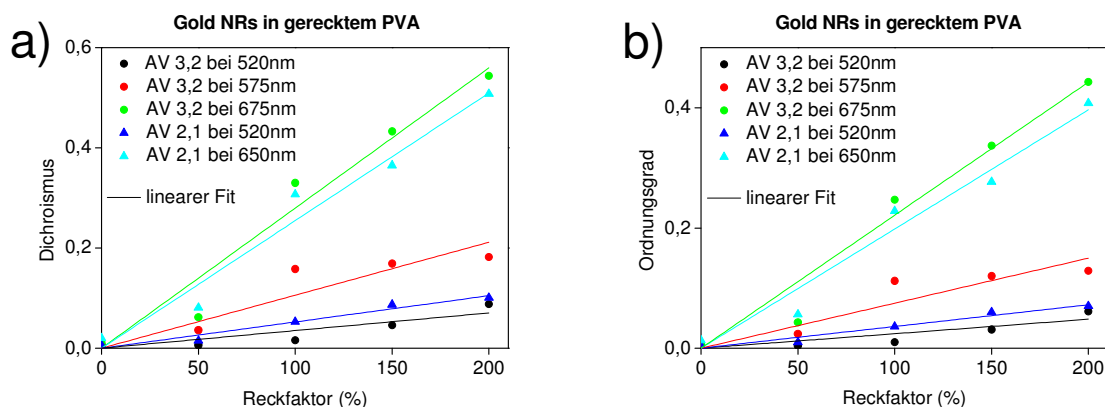 a)
Gold NRs in gerecktem PVA
AV 3,2 bei 520nm
AV 3,2 bei 575nm
AV 3,2 bei 675nm
AV 2,1 bei 520nm
AV 2,1 bei 650nm
linearer Fit
Dichroismus
0,6
0,4
0,2
0,0
0 50 100 150 200
Reckfaktor (%)
b)
Gold NRs in gerecktem PVA
AV 3,2 bei 520nm
AV 3,2 bei 575nm
AV 3,2 bei 675nm
AV 2,1 bei 520nm
AV 2,1 bei 650nm
linearer Fit
Ordnungsgrad
0,4
0,2
0,0
0 50 100 150 200
Reckfaktor (%)